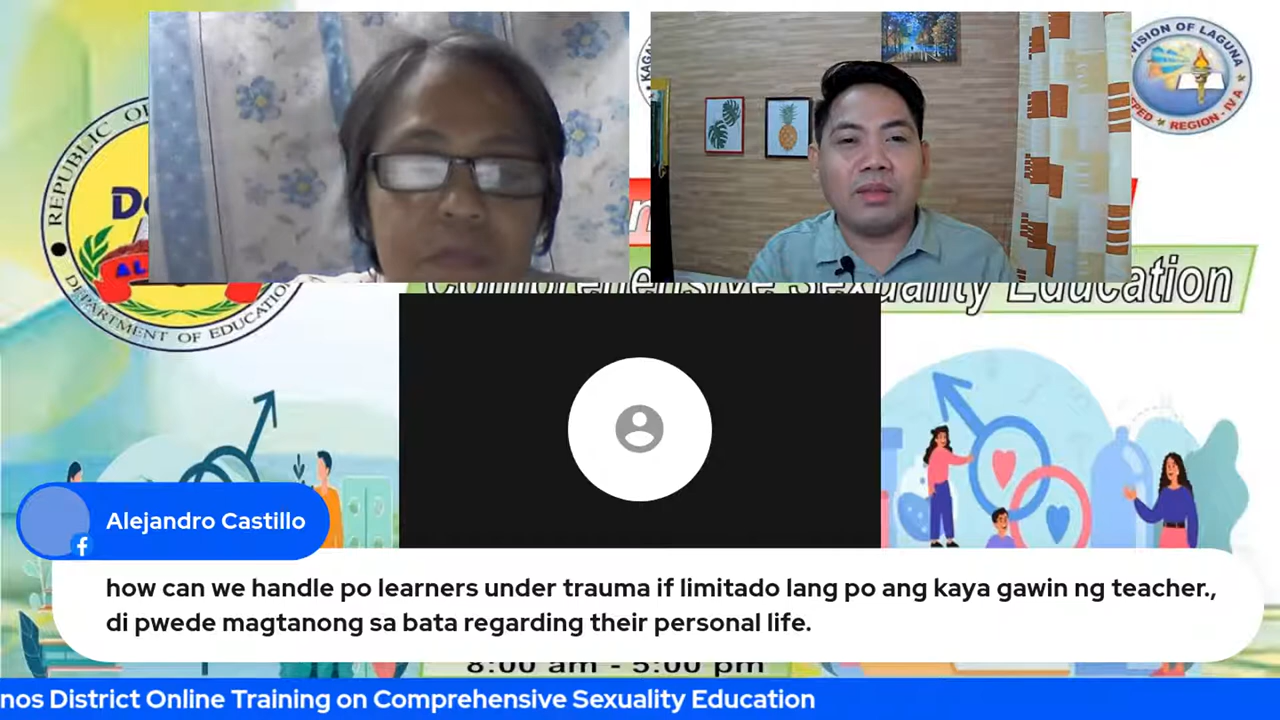 REPUBLIC OF
DEPARTMENT OF EDUCATION
DIVISION OF LAGUNA
DEPED ★ REGION - IV A
Comprehensive Sexuality Education
Alejandro Castillo
how can we handle po learners under trauma if limitado lang po ang kaya gawin ng teacher.,
di pwede magtanong sa bata regarding their personal life.
8:00 am - 5:00 pm
nos District Online Training on Comprehensive Sexuality Education